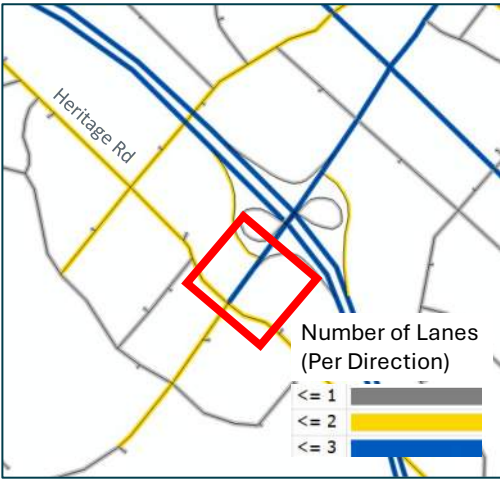 Heritage Rd
Number of Lanes
(Per Direction)
<= 1
<= 2
<= 3